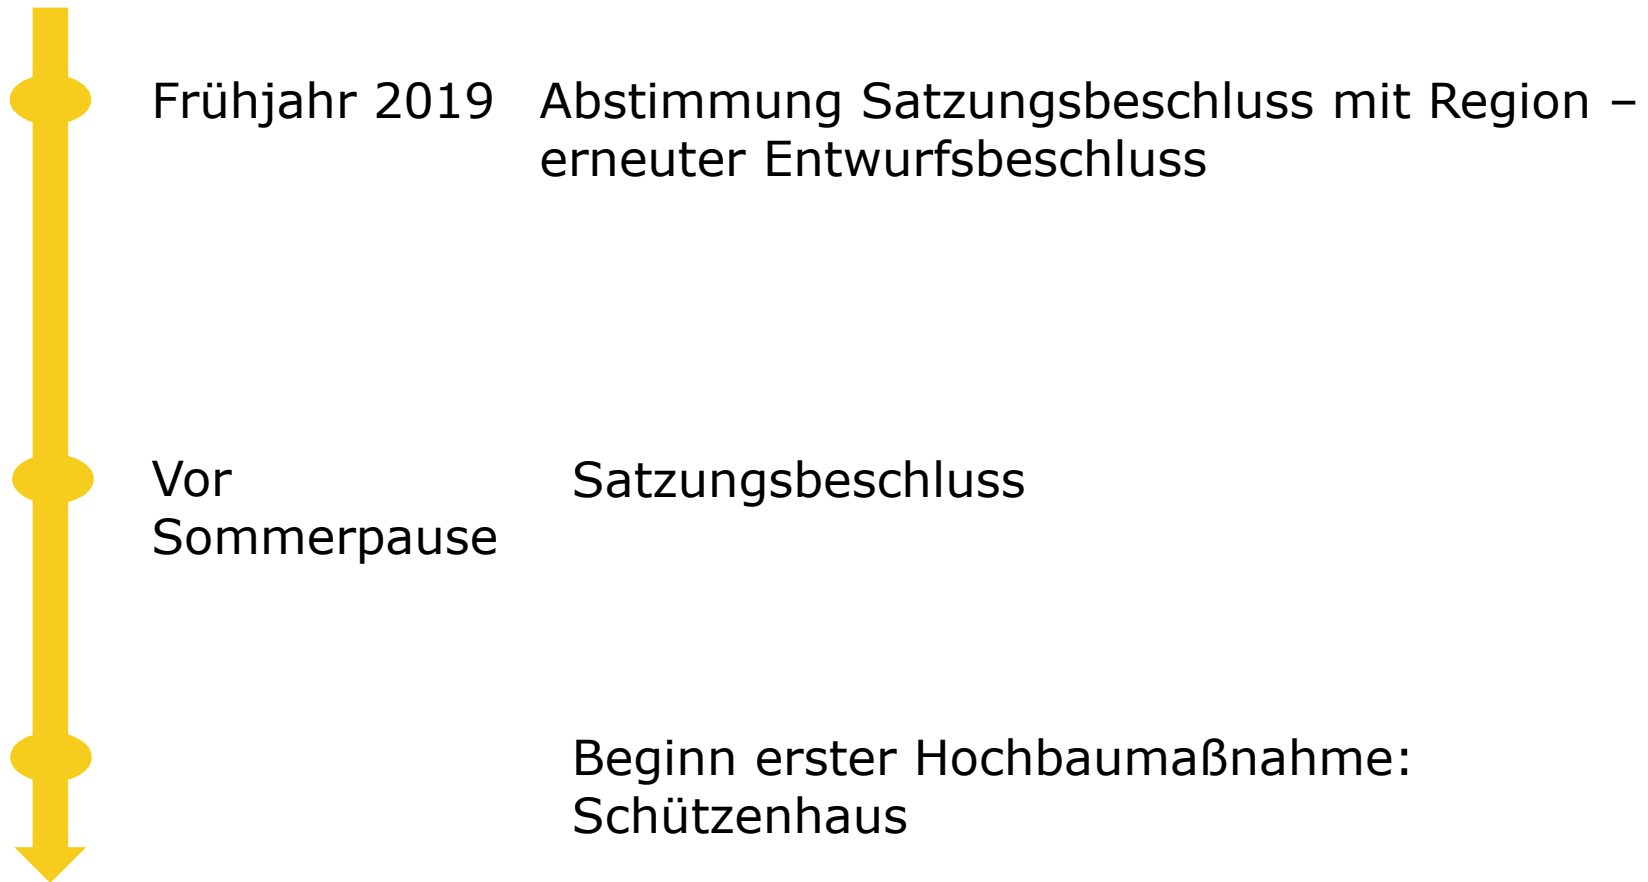 Frühjahr 2019 Abstimmung Satzungsbeschluss mit Region –
erneuter Entwurfsbeschluss
Vor Satzungsbeschluss
Sommerpause
Beginn erster Hochbaumaßnahme:
Schützenhaus